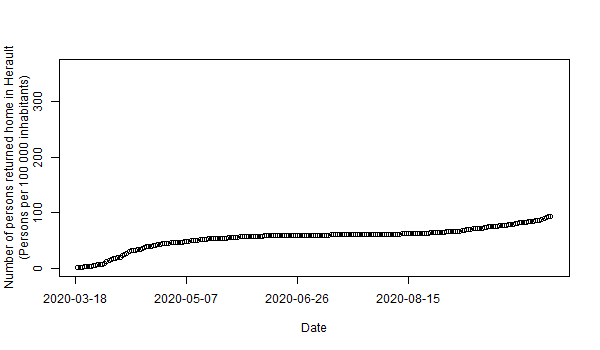 Number of persons returned home in Herault
(Persons per 100 000 inhabitants)
300
200
100
0
2020-03-18 2020-05-07 2020-06-26 2020-08-15
Date